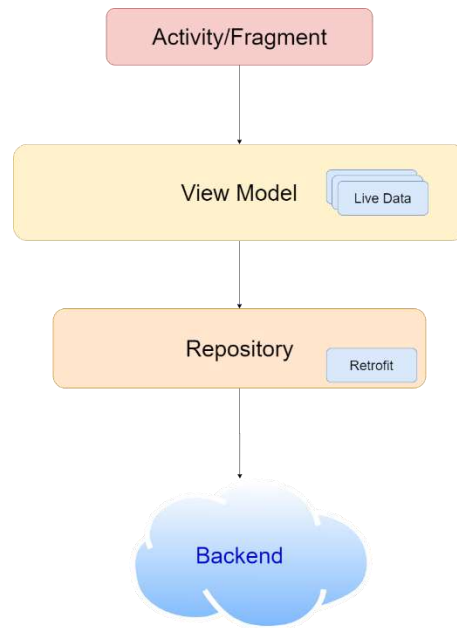 Activity/Fragment
View Model
Live Data
Repository
Retrofit
Backend